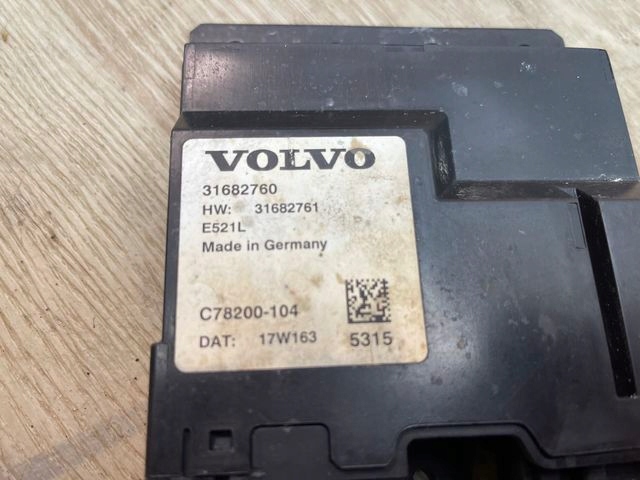 VOLVO
31682760
HW: 31682761
E521L
Made in Germany
C78200-104
DAT: 17W163 5315